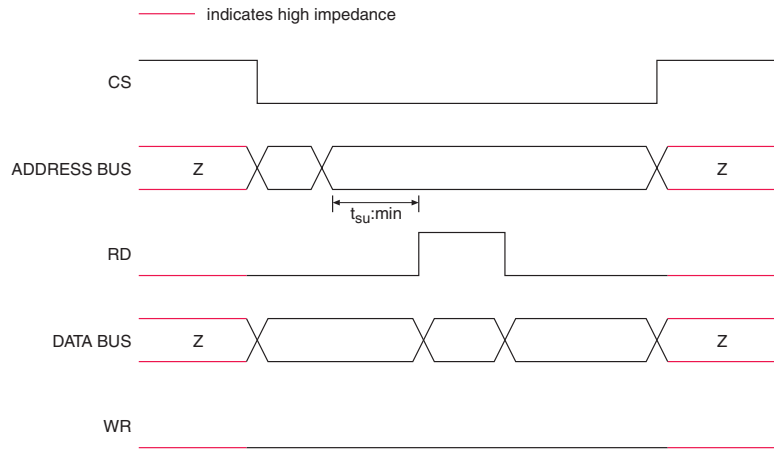 indicates high impedance
CS
ADDRESS BUS Z Z
tsu:min
RD
DATA BUS Z Z
WR